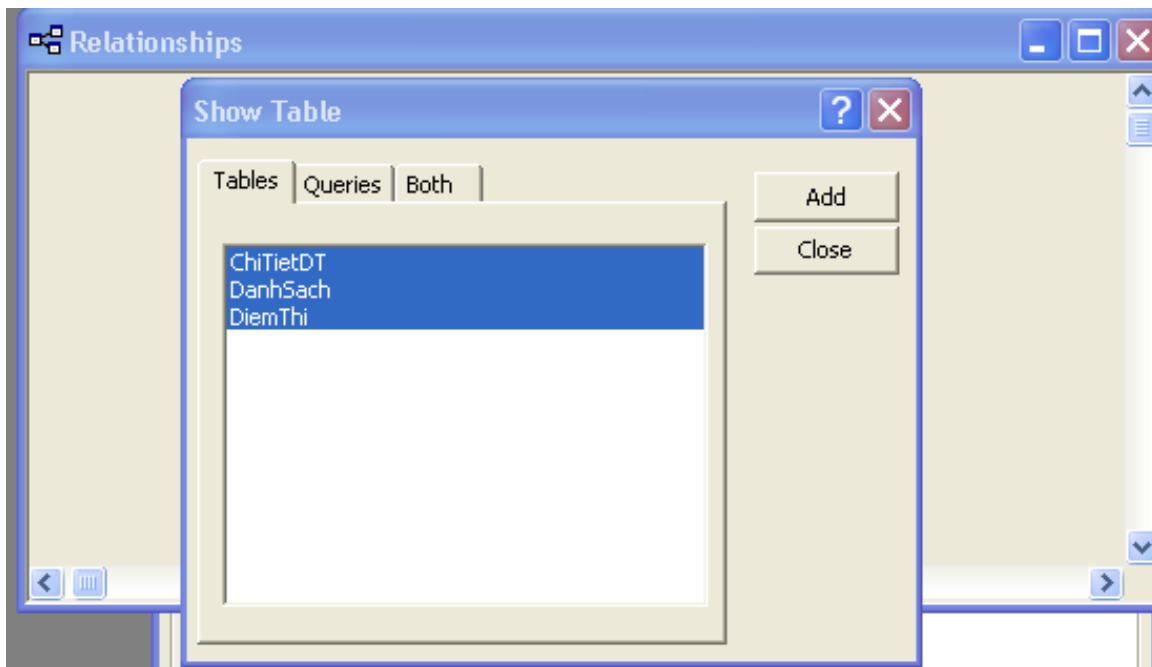 Relationships
Show Table
Tables Queries Both
Add
Close
ChiTietDT
DanhSach
DiemThi